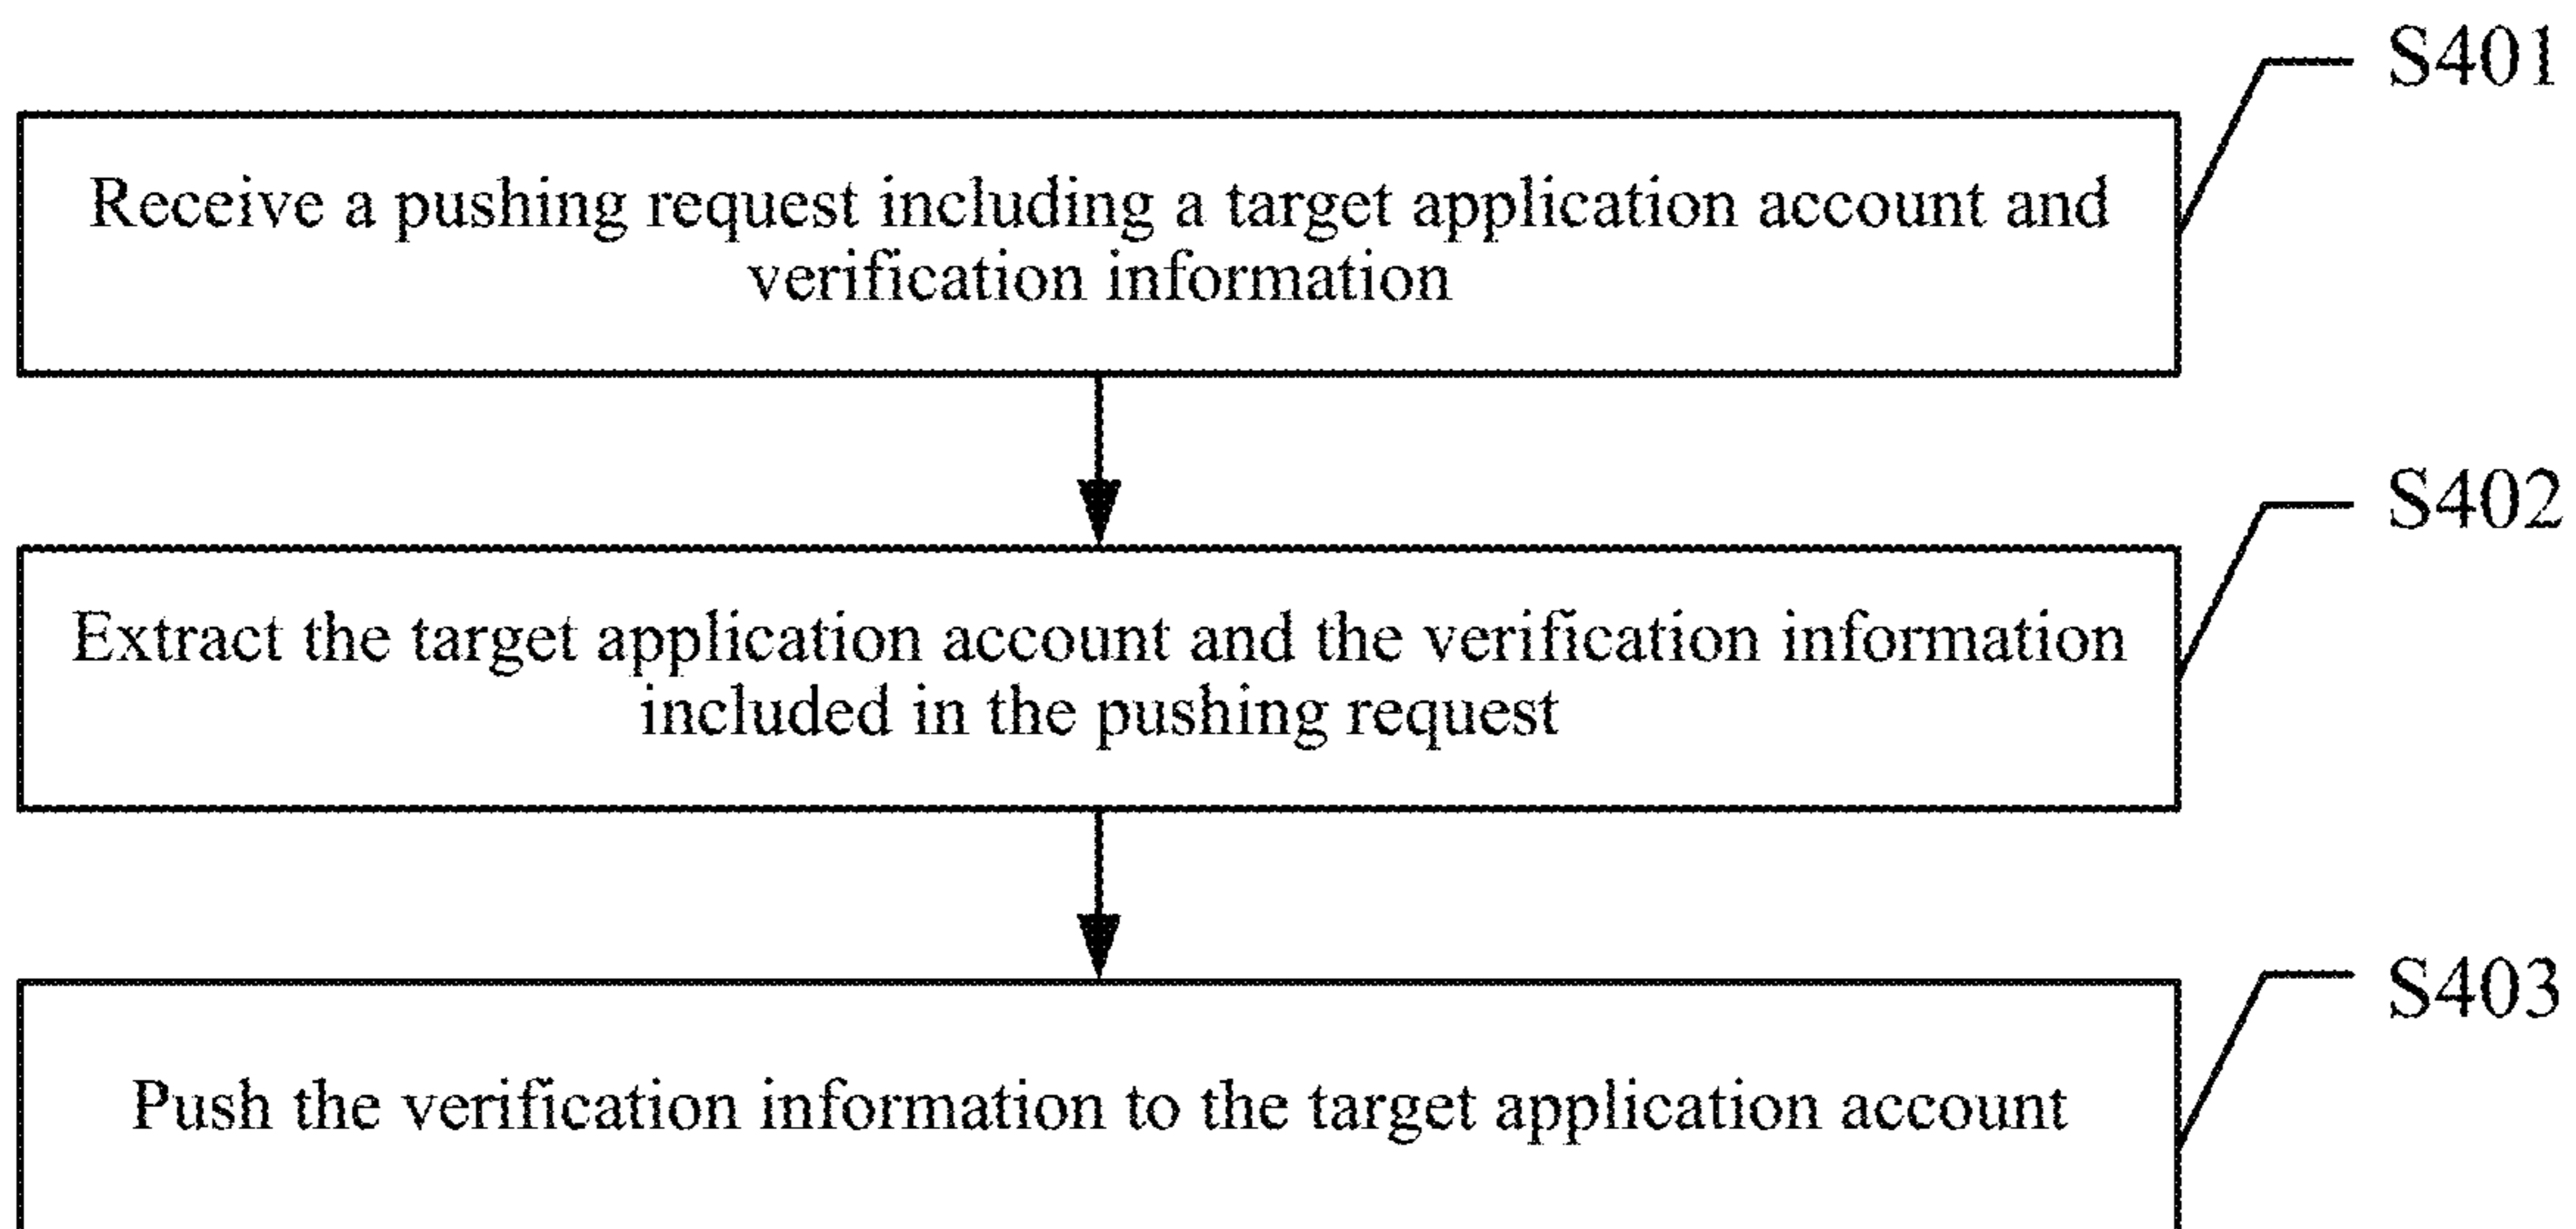 S401
Receive a pushing request including a target application account and
verification information
S402
Extract the target application account and the verification information
included in the pushing request
S403
Push the verification information to the target application account